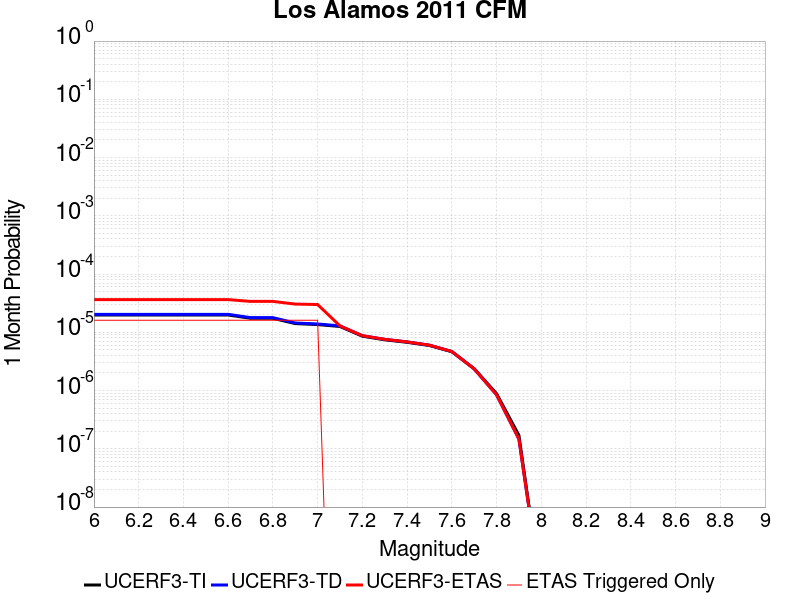 Los Alamos 2011 CFM
10^0
10^-1
10^-2
10^-3
10^-4
10^-5
10^-6
10^-7
10^-8
1 Month Probability
6 6.2 6.4 6.6 6.8 7 7.2 7.4 7.6 7.8 8 8.2 8.4 8.6 8.8 9
Magnitude
UCERF3-TI UCERF3-TD UCERF3-ETAS ETAS Triggered Only